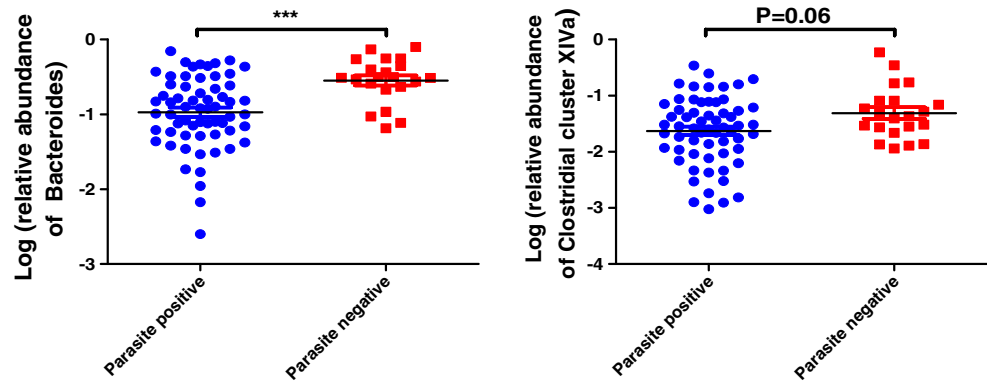 ***
Log (relative abundance
of Bacteroides)
0
-1
-2
-3
Parasite positive
Parasite negative
P=0.06
Log (relative abundance
of Clostridial cluster XIVa)
0
-1
-2
-3
-4
Parasite positive
Parasite negative